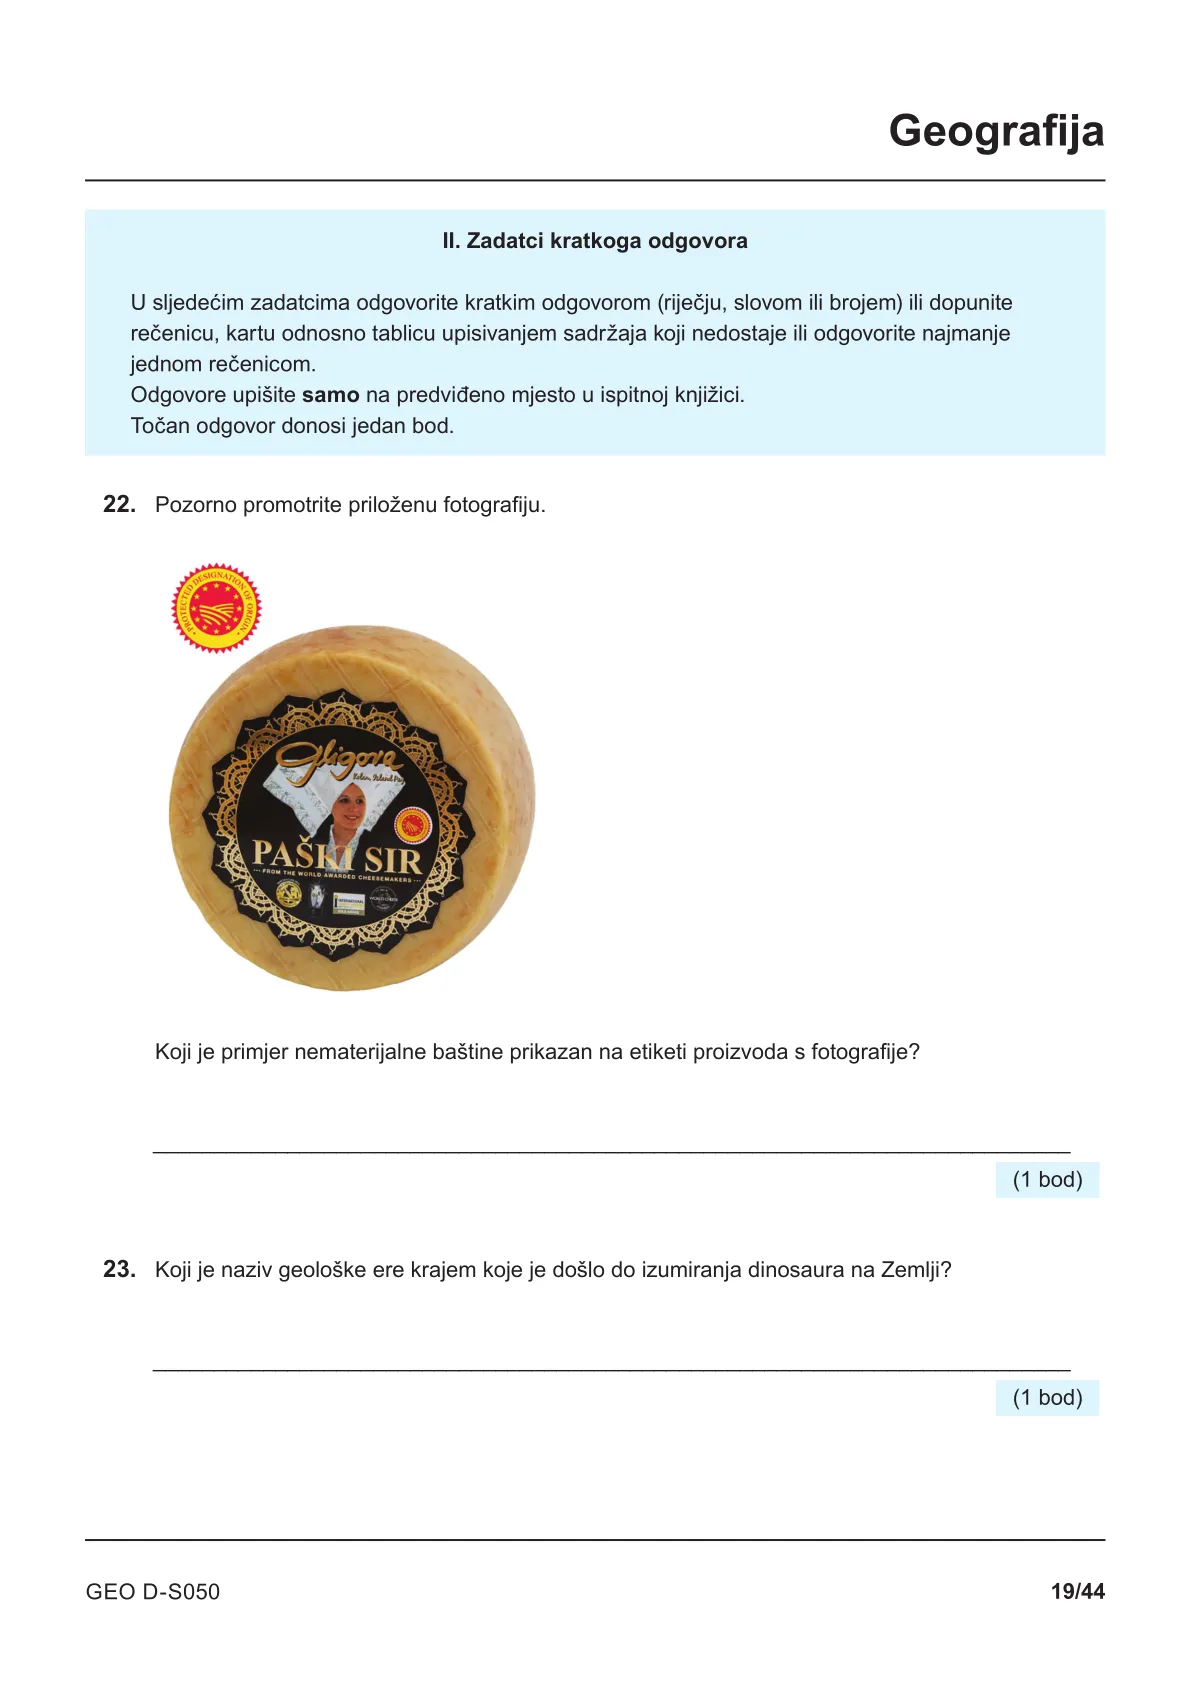 Geografija
II. Zadatci kratkoga odgovora
U sljedećim zadatcima odgovorite kratkim odgovorom (riječju, slovom ili brojem) ili dopunite
rečenicu, kartu odnosno tablicu upisivanjem sadržaja koji nedostaje ili odgovorite najmanje
jednom rečenicom.
Odgovore upišite samo na predviđeno mjesto u ispitnoj knjižici.
Točan odgovor donosi jedan bod.
22. Pozorno promotrite priloženu fotografiju.
PROTECTED DESIGNATION OF ORIGIN
Gligora
Kolan, Island Pag
PAŠKI SIR
FROM THE WORLD AWARDED CHEESEMAKERS
INTERNATIONAL
Koji je primjer nematerijalne baštine prikazan na etiketi proizvoda s fotografije?
(1 bod)
23. Koji je naziv geološke ere krajem koje je došlo do izumiranja dinosaura na Zemlji?
(1 bod)
GEO D-S050
19/44